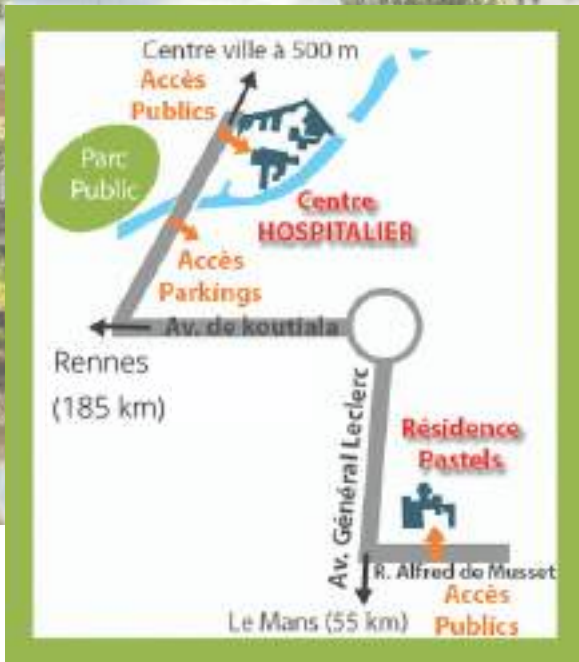 Centre ville à 500 m
Accès
Publics
Parc
Public
Centre
HOSPITALIER
Accès
Parkings
Av. de koutiala
Rennes
(185 km)
Av. Général Leclerc
Résidence
Pastels
R. Alfred de Musset
Accès
Publics
Le Mans (55 km)